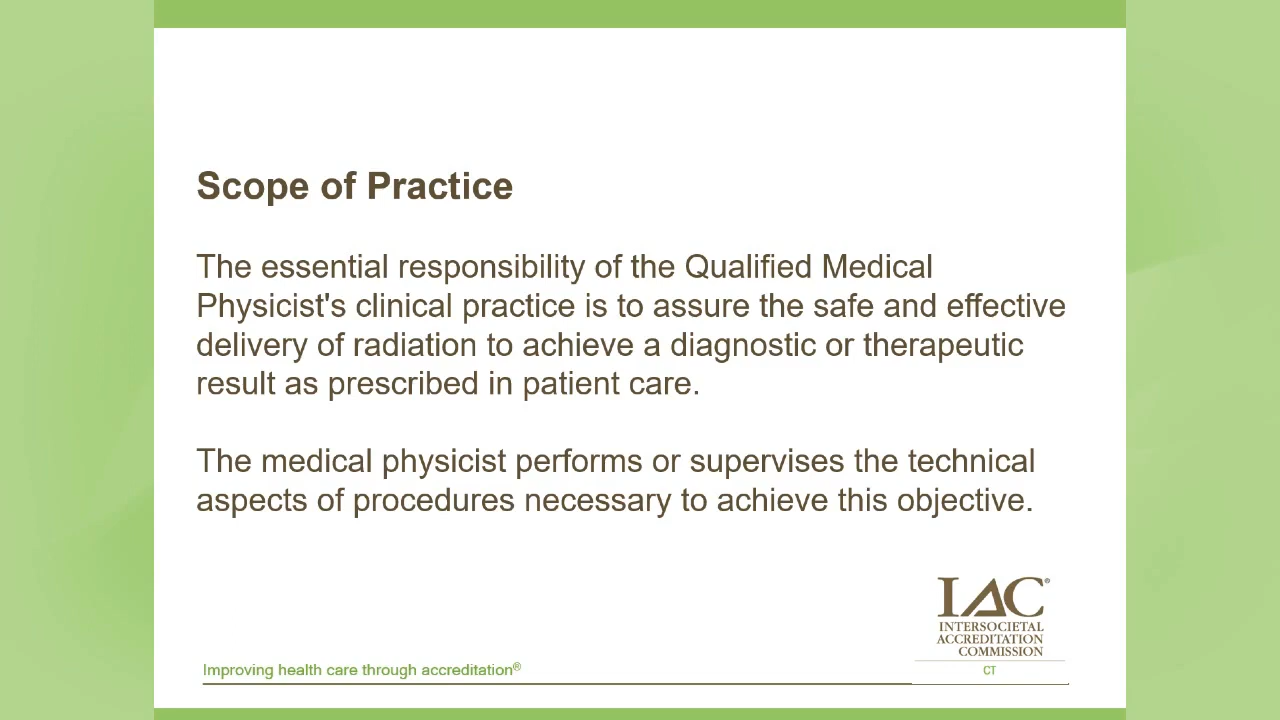 Scope of Practice
The essential responsibility of the Qualified Medical
Physicist's clinical practice is to assure the safe and effective
delivery of radiation to achieve a diagnostic or therapeutic
result as prescribed in patient care.
The medical physicist performs or supervises the technical
aspects of procedures necessary to achieve this objective.
IAC®
INTERSOCIETAL
ACCREDITATION
COMMISSION
CT
Improving health care through accreditation®